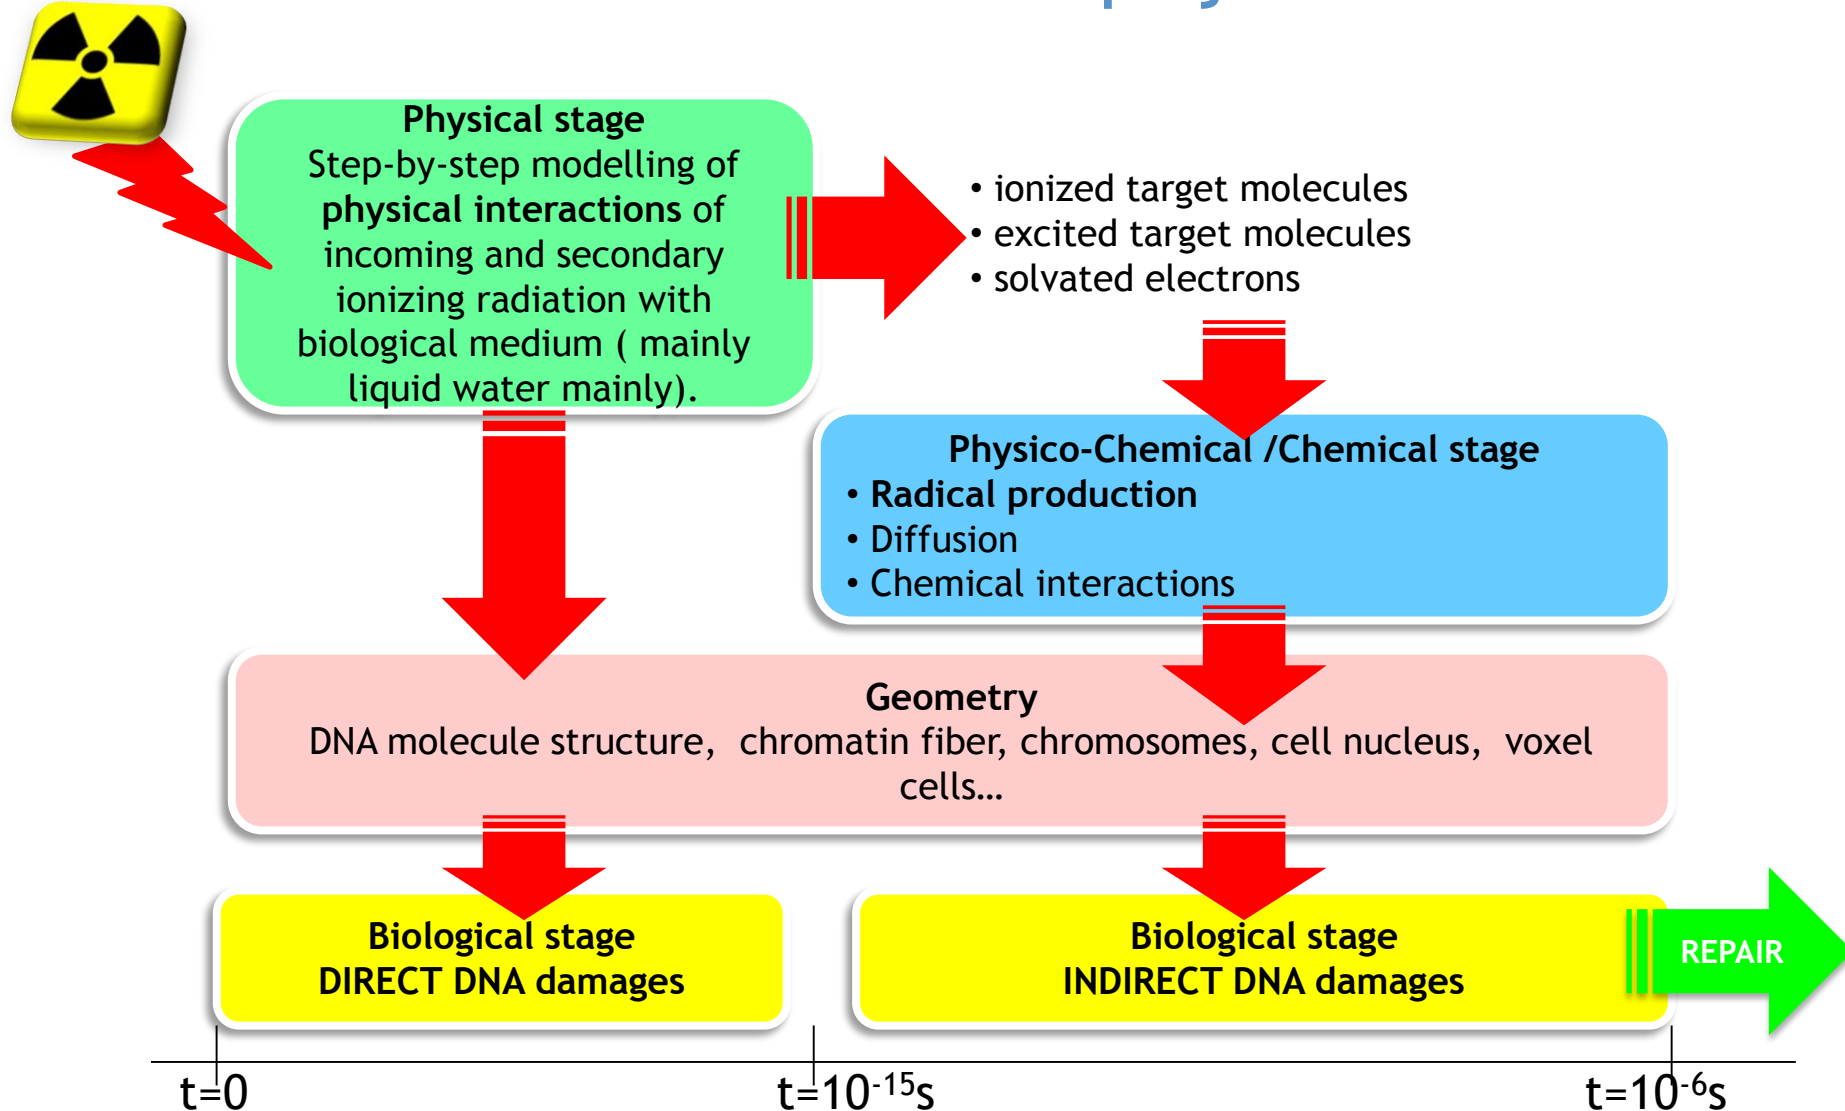 Physical stage
Step-by-step modelling of
physical interactions of
incoming and secondary
ionizing radiation with
biological medium ( mainly
liquid water mainly).
• ionized target molecules
• excited target molecules
• solvated electrons
Physico-Chemical /Chemical stage
• Radical production
• Diffusion
• Chemical interactions
Geometry
DNA molecule structure, chromatin fiber, chromosomes, cell nucleus, voxel
cells…
Biological stage
DIRECT DNA damages
Biological stage
INDIRECT DNA damages
REPAIR
t=0
t=10⁻¹⁵s
t=10⁻⁶s